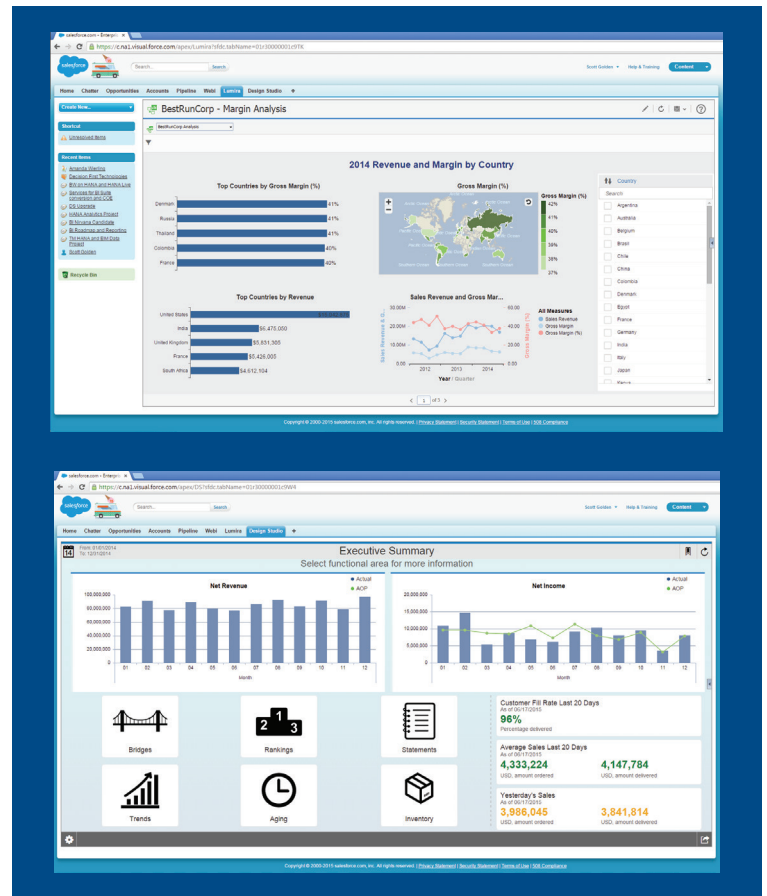 salesforce.com - Enterpri
https://c.na1.visual.force.com/apex/Lumira?sfdc.tabName=01r30000001c9TK
salesforce
Search...
Search
Scott Golden
Help & Training
Content
Home Chatter Opportunities Accounts Pipeline WebI Lumira Design Studio +
Create New...
BestRunCorp - Margin Analysis
Shortcut
BestRunCorp Analysis
Unresolved Items
Recent Items
Decision First Technologies
BW on HANA and HANA Live
Services for BI Suite
conversion and COE
DS Upgrade
HANA Analytics Project
BI Nirvana Candidate
BI Roadmap and Reporting
TM HANA and BIM Data
Project
Scott Golden
Recycle Bin
2014 Revenue and Margin by Country
Top Countries by Gross Margin (%)
Denmark 41%
Russia 41%
Thailand 41%
Colombia 40%
France 40%
Gross Margin (%)
+
-
Gross Margin (%)
42%
41%
40%
39%
38%
37%
Top Countries by Revenue
United States
India $6,475,050
United Kingdom
France
South Africa $4,612,104
Sales Revenue and Gross Mar...
Sales Revenue & G...
30.00M
10.00M
0.00
60.00
40.00
20.00
0.00
Gross Margin (%)
2012 2013 2014
Year / Quarter
All Measures
Sales Revenue
Gross Margin
Gross Margin (%)
Country
Search
Argentina
Australia
Belgium
Brazil
Chile
China
Colombia
Denmark
Egypt
France
Germany
India
Italy
Japan
1 of 1
Copyright © 2000-2015 salesforce.com, inc. All rights reserved. | Privacy Statement | Security Statement | Terms of Use | 508 Compliance
salesforce.com - Enterpri
https://c.na1.visual.force.com/apex/DS?sfdc.tabName=01r30000001c9W4
salesforce
Search...
Search
Scott Golden
Help & Training
Content
Home Chatter Opportunities Accounts Pipeline WebI Lumira Design Studio +
14
From: 01/01/2014
To: 12/31/2014
Executive Summary
Select functional area for more information
Net Revenue
Actual
AOP
100.000.000
80.000.000
60.000.000
40.000.000
20.000.000
0
01 02 03 04 05 06 07 08 09 10 11 12
Month
Net Income
Actual
AOP
20.000.000
15.000.000
10.000.000
5.000.000
0
01 02 03 04 05 06 07 08 09 10 11 12
Month
Bridges
2 1 3
Rankings
Statements
Trends
Aging
Inventory
Customer Fill Rate Last 20 Days
As of 06/17/2015
96%
Percentage delivered
Average Sales Last 20 Days
As of 06/17/2015
4,333,224 4,147,784
USD, amount ordered USD, amount delivered
Yesterday's Sales
As of 06/17/2015
3,986,045 3,841,814
USD, amount ordered USD, amount delivered
Copyright © 2000-2015 salesforce.com, inc. All rights reserved. | Privacy Statement | Security Statement | Terms of Use | 508 Compliance